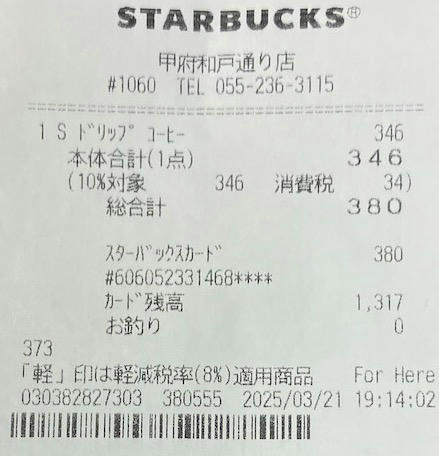 STARBUCKS®
甲府和戸通り店
#1060 TEL 055-236-3115
1 S ﾄﾞﾘｯﾌﾟ ｺｰﾋｰ 346
本体合計(1点) 346
(10%対象 346 消費税 34)
総合計 380
ｽﾀｰﾊﾞｯｸｽｶｰﾄﾞ 380
#606052331468****
ｶｰﾄﾞ残高 1,317
お釣り 0
373
「軽」印は軽減税率(8%)適用商品 For Here
030382827303 380555 2025/03/21 19:14:02